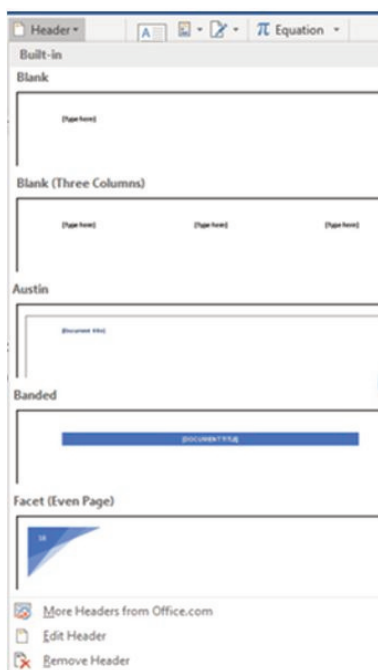 Header
A π Equation
Built-in
Blank
[Type here]
Blank (Three Columns)
[Type here] [Type here] [Type here]
Austin
[Document title]
Banded
[DOCUMENT TITLE]
Facet (Even Page)
More Headers from Office.com
Edit Header
Remove Header